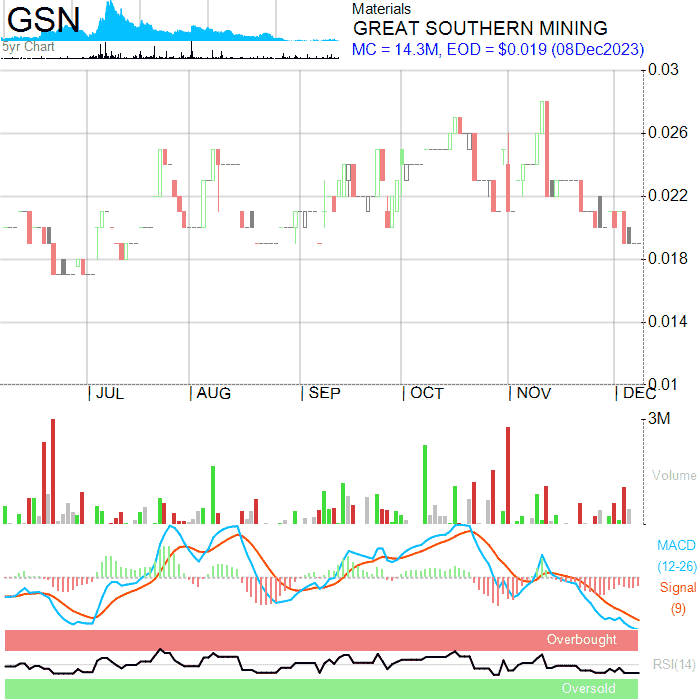 GSN
5yr Chart
Materials
GREAT SOUTHERN MINING
MC = 14.3M, EOD = $0.019 (08Dec2023)
0.03
0.026
0.022
0.018
0.014
0.01
JUL
AUG
SEP
OCT
NOV
DEC
3M
Volume
MACD
(12-26)
Signal
(9)
Overbought
RSI(14)
Oversold